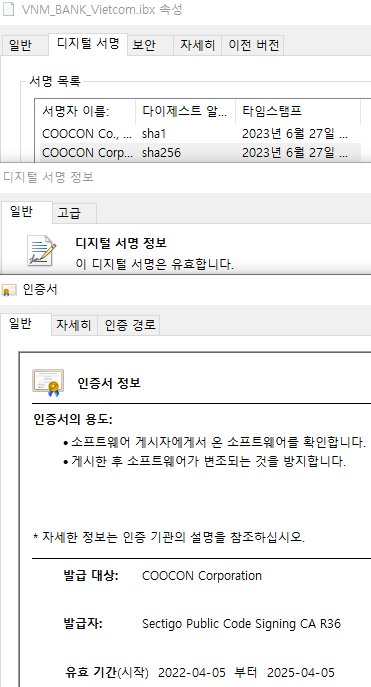 VNM_BANK_Vietcom.ibx 속성
일반 디지털 서명 보안 자세히 이전 버전
서명 목록
서명자 이름: 다이제스트 알... 타임스탬프
COOCON Co., ... sha1 2023년 6월 27일 ...
COOCON Corp... sha256 2023년 6월 27일 ...
디지털 서명 정보
일반 고급
디지털 서명 정보
이 디지털 서명은 유효합니다.
인증서
일반 자세히 인증 경로
인증서 정보
인증서의 용도:
• 소프트웨어 게시자에게서 온 소프트웨어를 확인합니다.
• 게시한 후 소프트웨어가 변조되는 것을 방지합니다.
* 자세한 정보는 인증 기관의 설명을 참조하십시오.
발급 대상: COOCON Corporation
발급자: Sectigo Public Code Signing CA R36
유효 기간(시작) 2022-04-05 부터 2025-04-05